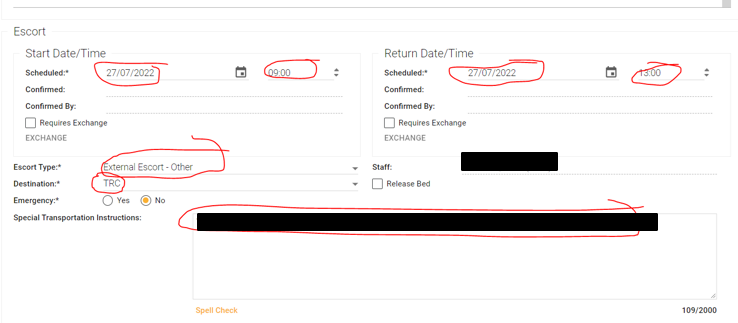 Escort
Start Date/Time
Scheduled:* 27/07/2022 09:00
Confirmed:
Confirmed By:
Requires Exchange
EXCHANGE
Return Date/Time
Scheduled:* 27/07/2022 13:00
Confirmed:
Confirmed By:
Requires Exchange
EXCHANGE
Escort Type:* External Escort - Other
Staff:
Destination:* TRC
Release Bed
Emergency:* Yes No
Special Transportation Instructions:
Spell Check
109/2000